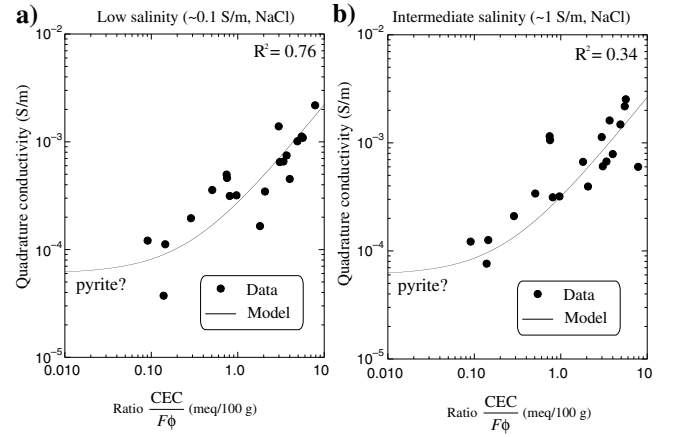 a)
Low salinity (~0.1 S/m, NaCl)
R² = 0.76
Quadrature conductivity (S/m)
10⁻²
10⁻³
10⁻⁴
10⁻⁵
pyrite?
Data
Model
0.010
0.10
1.0
10
Ratio CEC/Fϕ (meq/100 g)
b)
Intermediate salinity (~1 S/m, NaCl)
R² = 0.34
Quadrature conductivity (S/m)
10⁻²
10⁻³
10⁻⁴
10⁻⁵
pyrite?
Data
Model
0.010
0.10
1.0
10
Ratio CEC/Fϕ (meq/100 g)